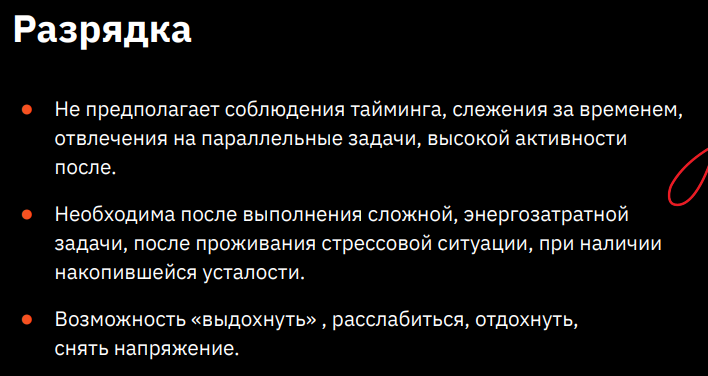 Разрядка
Не предполагает соблюдения тайминга, слежения за временем,
отвлечения на параллельные задачи, высокой активности
после.
Необходима после выполнения сложной, энергозатратной
задачи, после проживания стрессовой ситуации, при наличии
накопившейся усталости.
Возможность «выдохнуть» , расслабиться, отдохнуть,
снять напряжение.